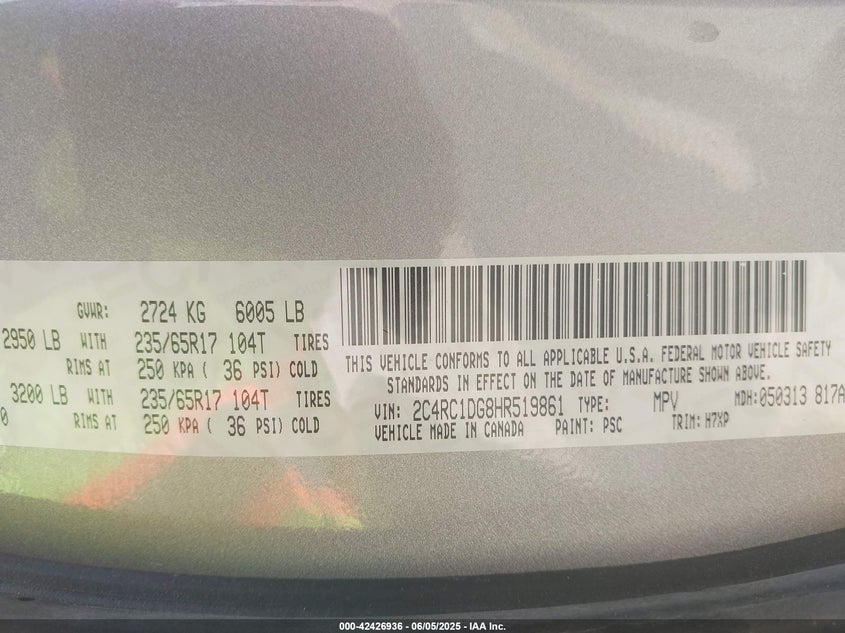 GVWR: 2724 KG 6005 LB
2950 LB WITH 235/65R17 104T TIRES
RIMS AT 250 KPA ( 36 PSI) COLD
3200 LB WITH 235/65R17 104T TIRES
0 RIMS AT 250 KPA ( 36 PSI) COLD
THIS VEHICLE CONFORMS TO ALL APPLICABLE U.S.A. FEDERAL MOTOR VEHICLE SAFETY
STANDARDS IN EFFECT ON THE DATE OF MANUFACTURE SHOWN ABOVE.
VIN: 2C4RC1DG8HR519861 TYPE: MPV MDH: 050313 817A
VEHICLE MADE IN CANADA PAINT: PSC TRIM: H7XP
000-42426936 - 06/05/2025 - IAA Inc.